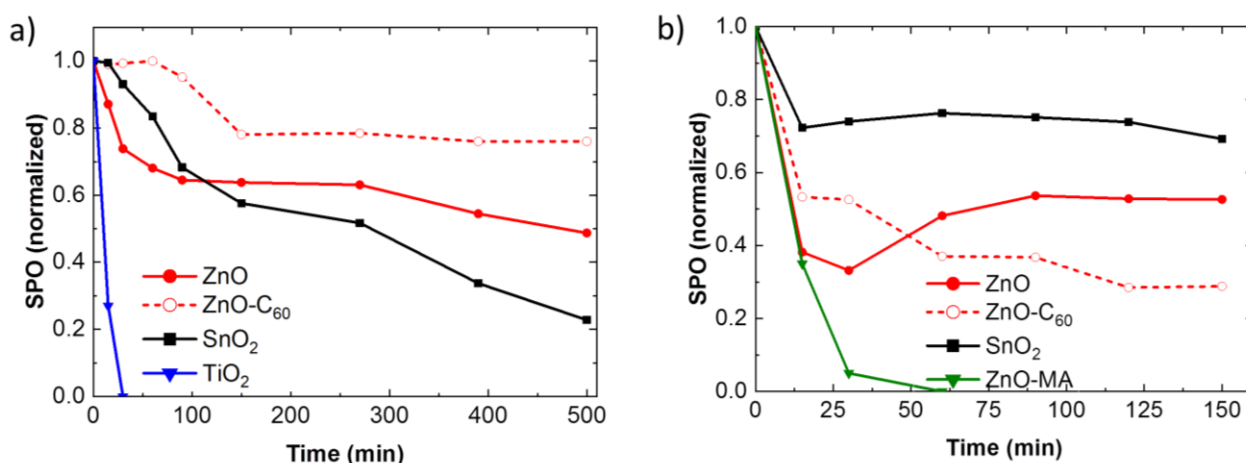 a)
SPO (normalized)
1.0
0.8
0.6
0.4
0.2
0.0
ZnO
ZnO-C₆₀
SnO₂
TiO₂
0 100 200 300 400 500
Time (min)
b)
SPO (normalized)
1.0
0.8
0.6
0.4
0.2
0.0
ZnO
ZnO-C₆₀
SnO₂
ZnO-MA
0 25 50 75 100 125 150
Time (min)